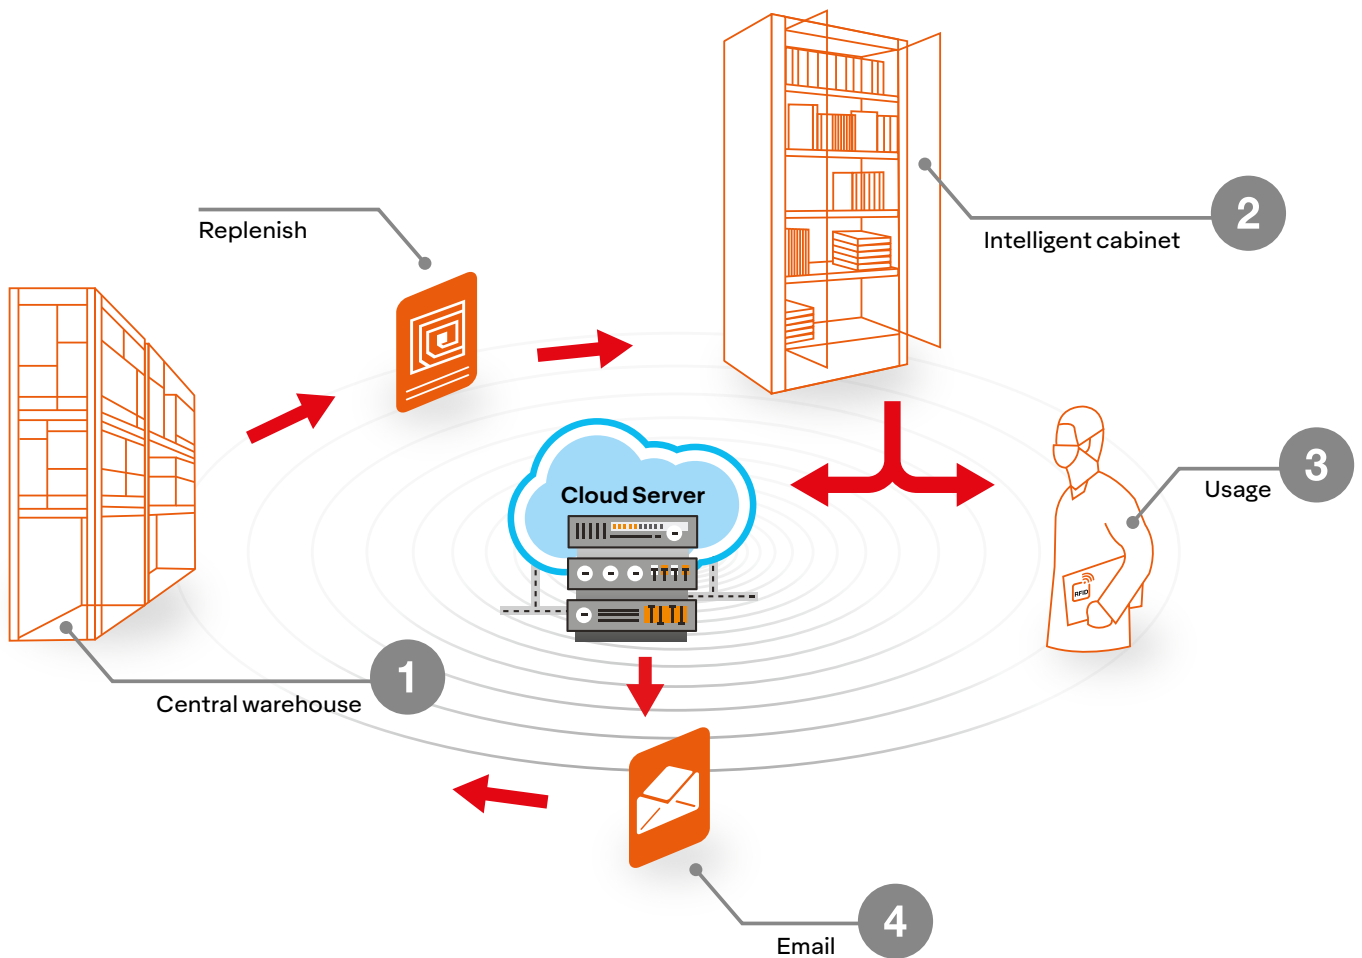 2
Replenish
Intelligent cabinet
3
Usage
Cloud Server
RFID
1
Central warehouse
4
Email